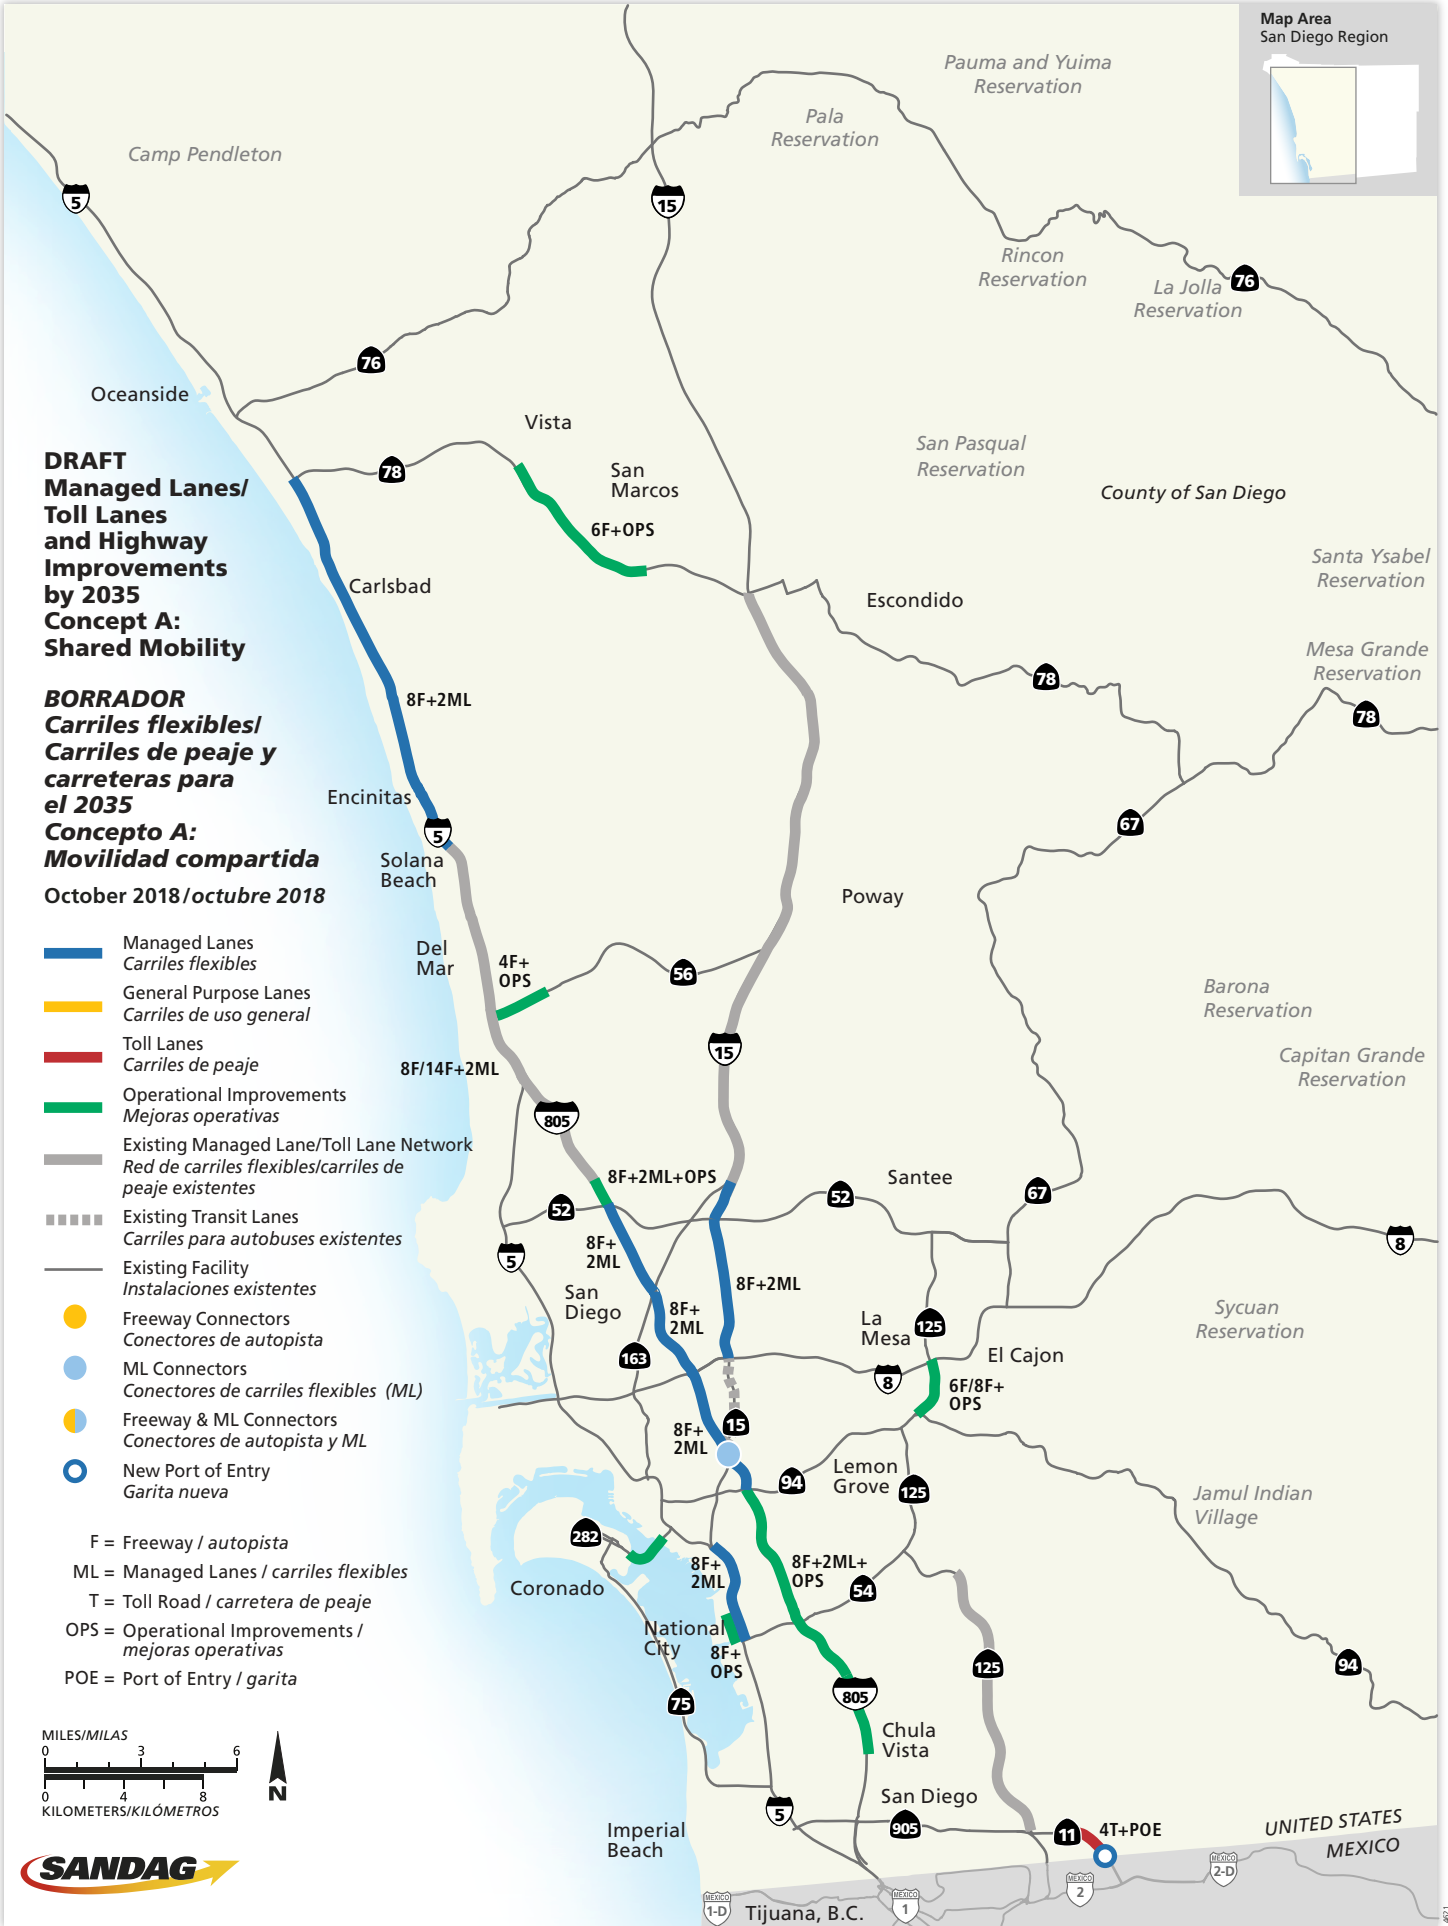 Map Area
San Diego Region
Pauma and Yuima
Reservation
Pala
Reservation
Camp Pendleton
5
15
Rincon
Reservation
La Jolla
Reservation
76
76
Oceanside
Vista
78
San
Marcos
6F+OPS
San Pasqual
Reservation
County of San Diego
Santa Ysabel
Reservation
Mesa Grande
Reservation
DRAFT
Managed Lanes/
Toll Lanes
and Highway
Improvements
by 2035
Concept A:
Shared Mobility
BORRADOR
Carriles flexibles/
Carriles de peaje y
carreteras para
el 2035
Concepto A:
Movilidad compartida
October 2018/octubre 2018
Carlsbad
Escondido
78
78
8F+2ML
67
Encinitas
5
Solana
Beach
Poway
Del
Mar
4F+
OPS
56
Barona
Reservation
15
Capitan Grande
Reservation
8F/14F+2ML
805
Managed Lanes
Carriles flexibles
General Purpose Lanes
Carriles de uso general
Toll Lanes
Carriles de peaje
Operational Improvements
Mejoras operativas
Existing Managed Lane/Toll Lane Network
Red de carriles flexibles/carriles de
peaje existentes
Existing Transit Lanes
Carriles para autobuses existentes
Existing Facility
Instalaciones existentes
Freeway Connectors
Conectores de autopista
ML Connectors
Conectores de carriles flexibles (ML)
Freeway & ML Connectors
Conectores de autopista y ML
New Port of Entry
Garita nueva
F = Freeway / autopista
ML = Managed Lanes / carriles flexibles
T = Toll Road / carretera de peaje
OPS = Operational Improvements /
mejoras operativas
POE = Port of Entry / garita
8F+2ML+OPS
Santee
52
52
67
8
5
8F+
2ML
8F+2ML
San
Diego
8F+
2ML
La
Mesa
125
Sycuan
Reservation
163
El Cajon
8
6F/8F+
OPS
15
8F+
2ML
94
Lemon
Grove
125
Jamul Indian
Village
282
Coronado
8F+
2ML
8F+2ML+
OPS
54
National
City
8F+
OPS
125
94
75
805
Chula
Vista
San Diego
5
905
11
4T+POE
Imperial
Beach
UNITED STATES
MEXICO
MILES/MILAS
0 3 6
0 4 8
KILOMETERS/KILÓMETROS
N
SANDAG
MEXICO
1-D
Tijuana, B.C.
MEXICO
1
MEXICO
2
MEXICO
2-D